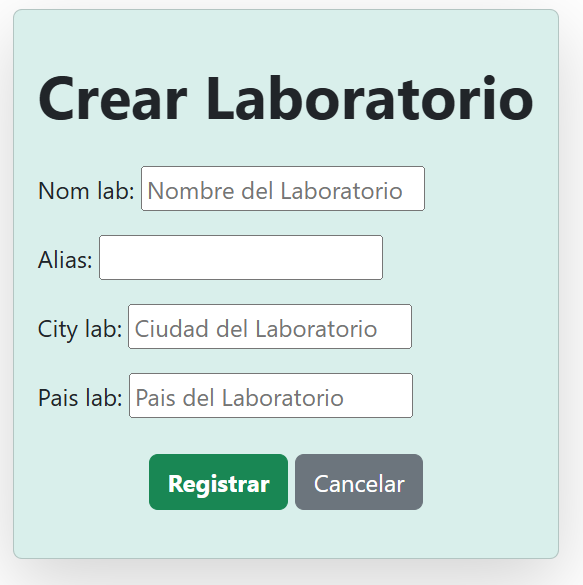 Crear Laboratorio
Nom lab: Nombre del Laboratorio
Alias:
City lab: Ciudad del Laboratorio
Pais lab: Pais del Laboratorio
Registrar Cancelar